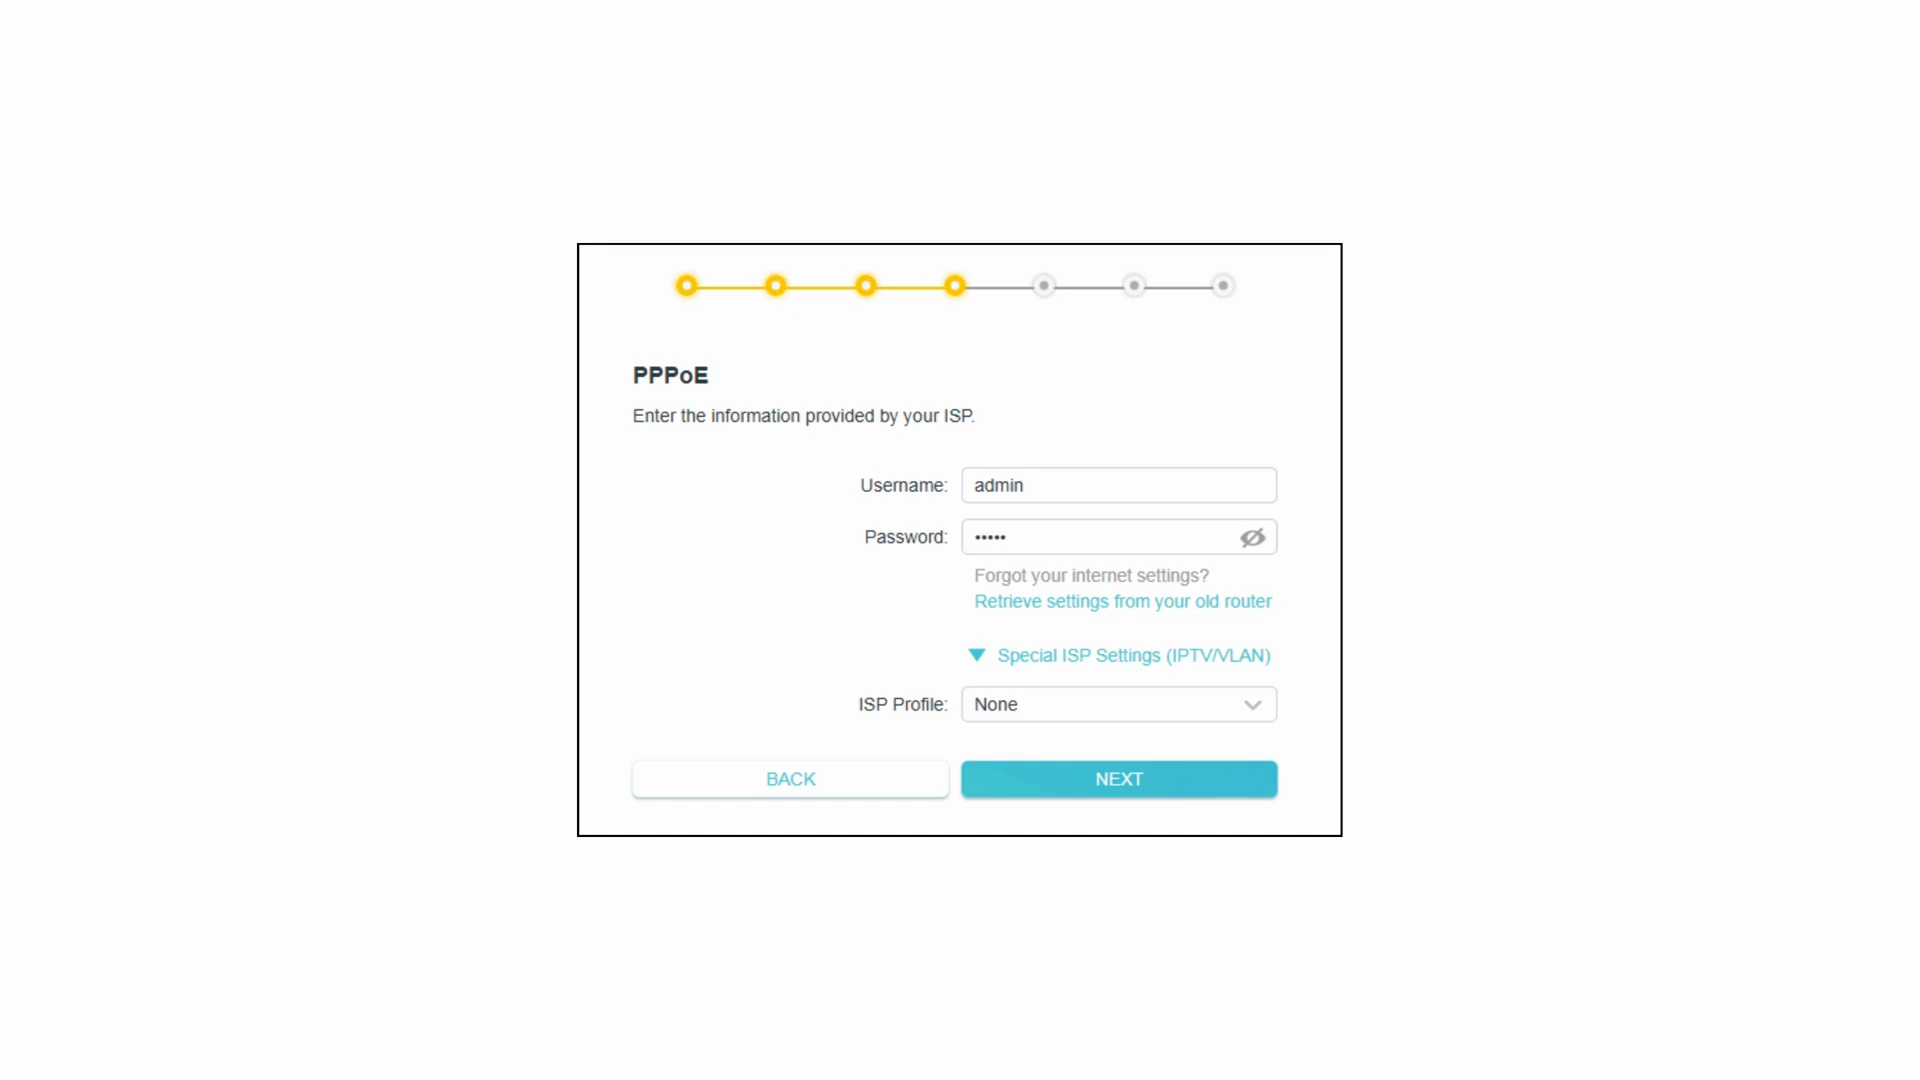 PPPoE
Enter the information provided by your ISP.
Username: admin
Password: •••••
Forgot your internet settings?
Retrieve settings from your old router
Special ISP Settings (IPTV/VLAN)
ISP Profile: None
BACK NEXT